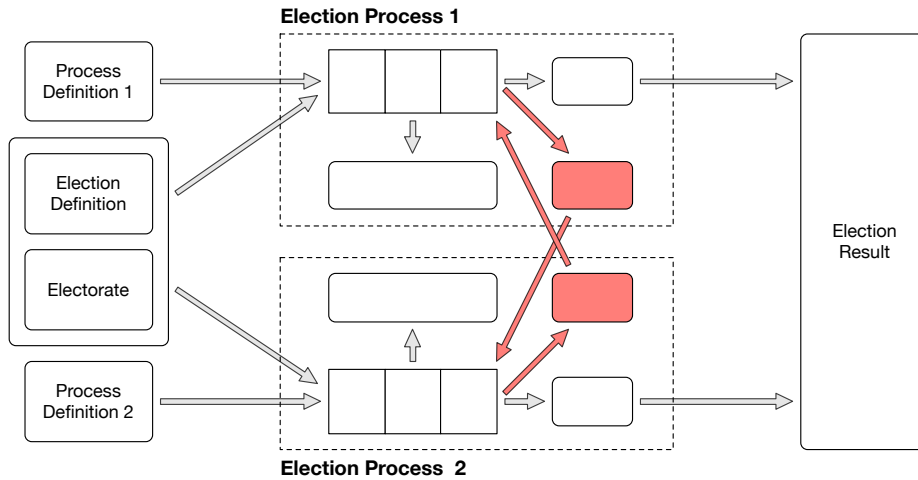 Election Process 1
Process
Definition 1
Election
Definition
Electorate
Process
Definition 2
Election
Result
Election Process  2